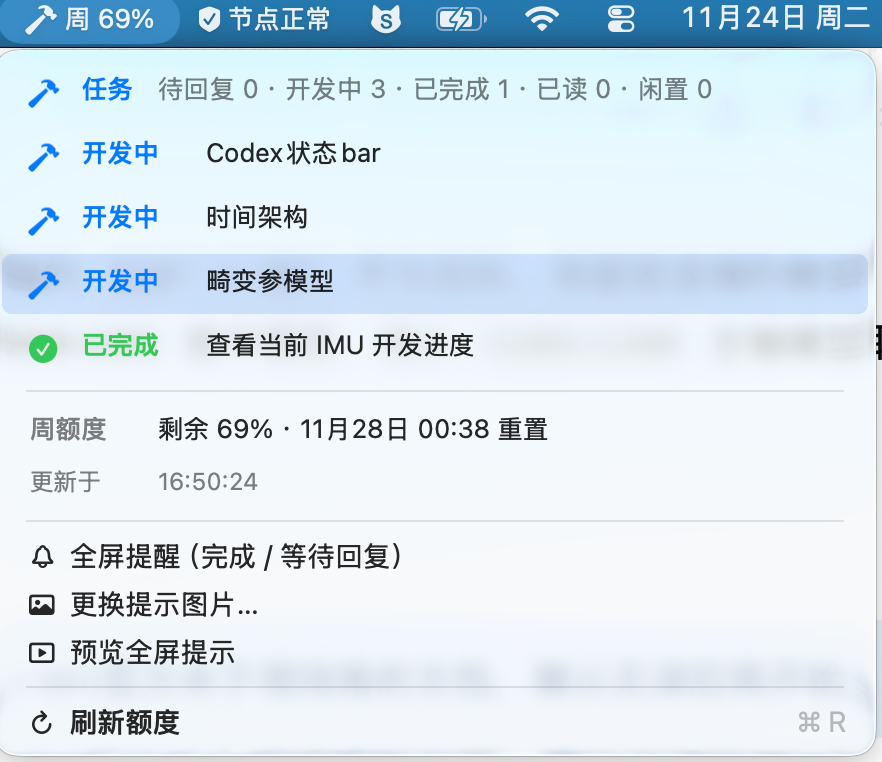 周 69% 节点正常 S 11月24日 周二
任务 待回复 0 · 开发中 3 · 已完成 1 · 已读 0 · 闲置 0
开发中 Codex状态bar
开发中 时间架构
开发中 畸变参模型
已完成 查看当前 IMU 开发进度
周额度 剩余 69% · 11月28日 00:38 重置
更新于 16:50:24
全屏提醒（完成 / 等待回复）
更换提示图片...
预览全屏提示
刷新额度 ⌘ R